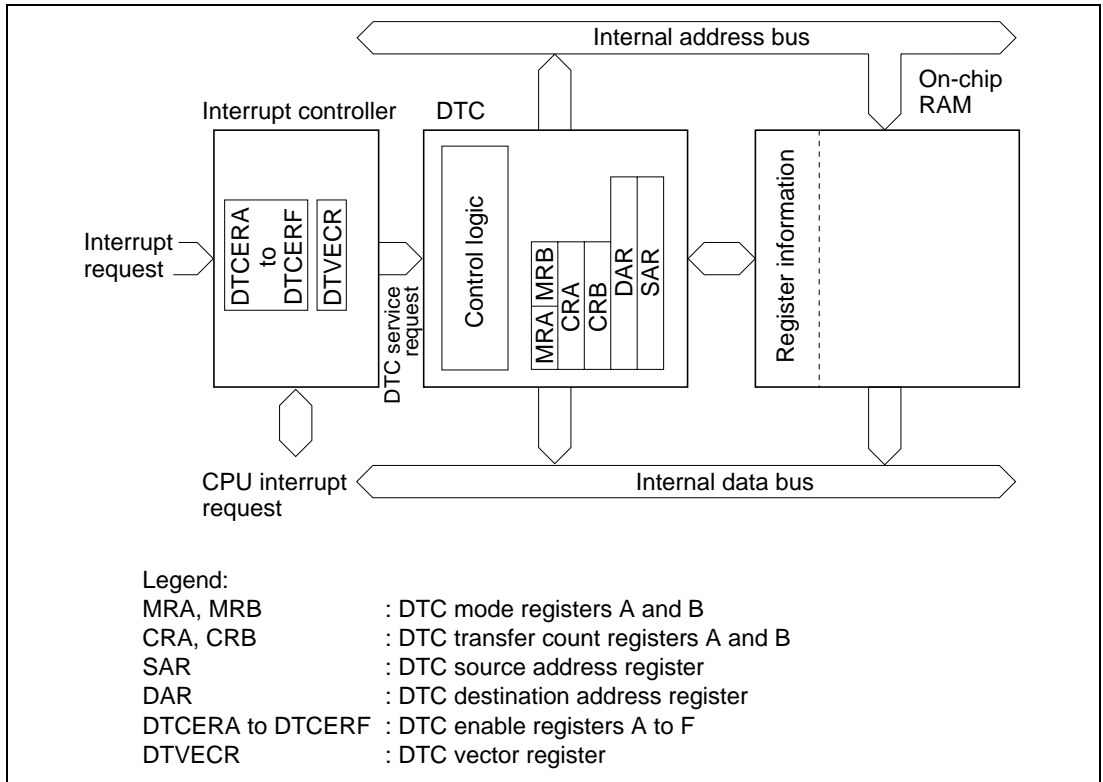 Internal address bus
On-chip
RAM
Interrupt controller
DTC
Interrupt
request
DTCERA
to
DTCERF
DTVECR
DTC service
request
Control logic
MRA MRB
CRA
CRB
DAR
SAR
Register information
CPU interrupt
request
Internal data bus
Legend:
MRA, MRB : DTC mode registers A and B
CRA, CRB : DTC transfer count registers A and B
SAR : DTC source address register
DAR : DTC destination address register
DTCERA to DTCERF : DTC enable registers A to F
DTVECR : DTC vector register